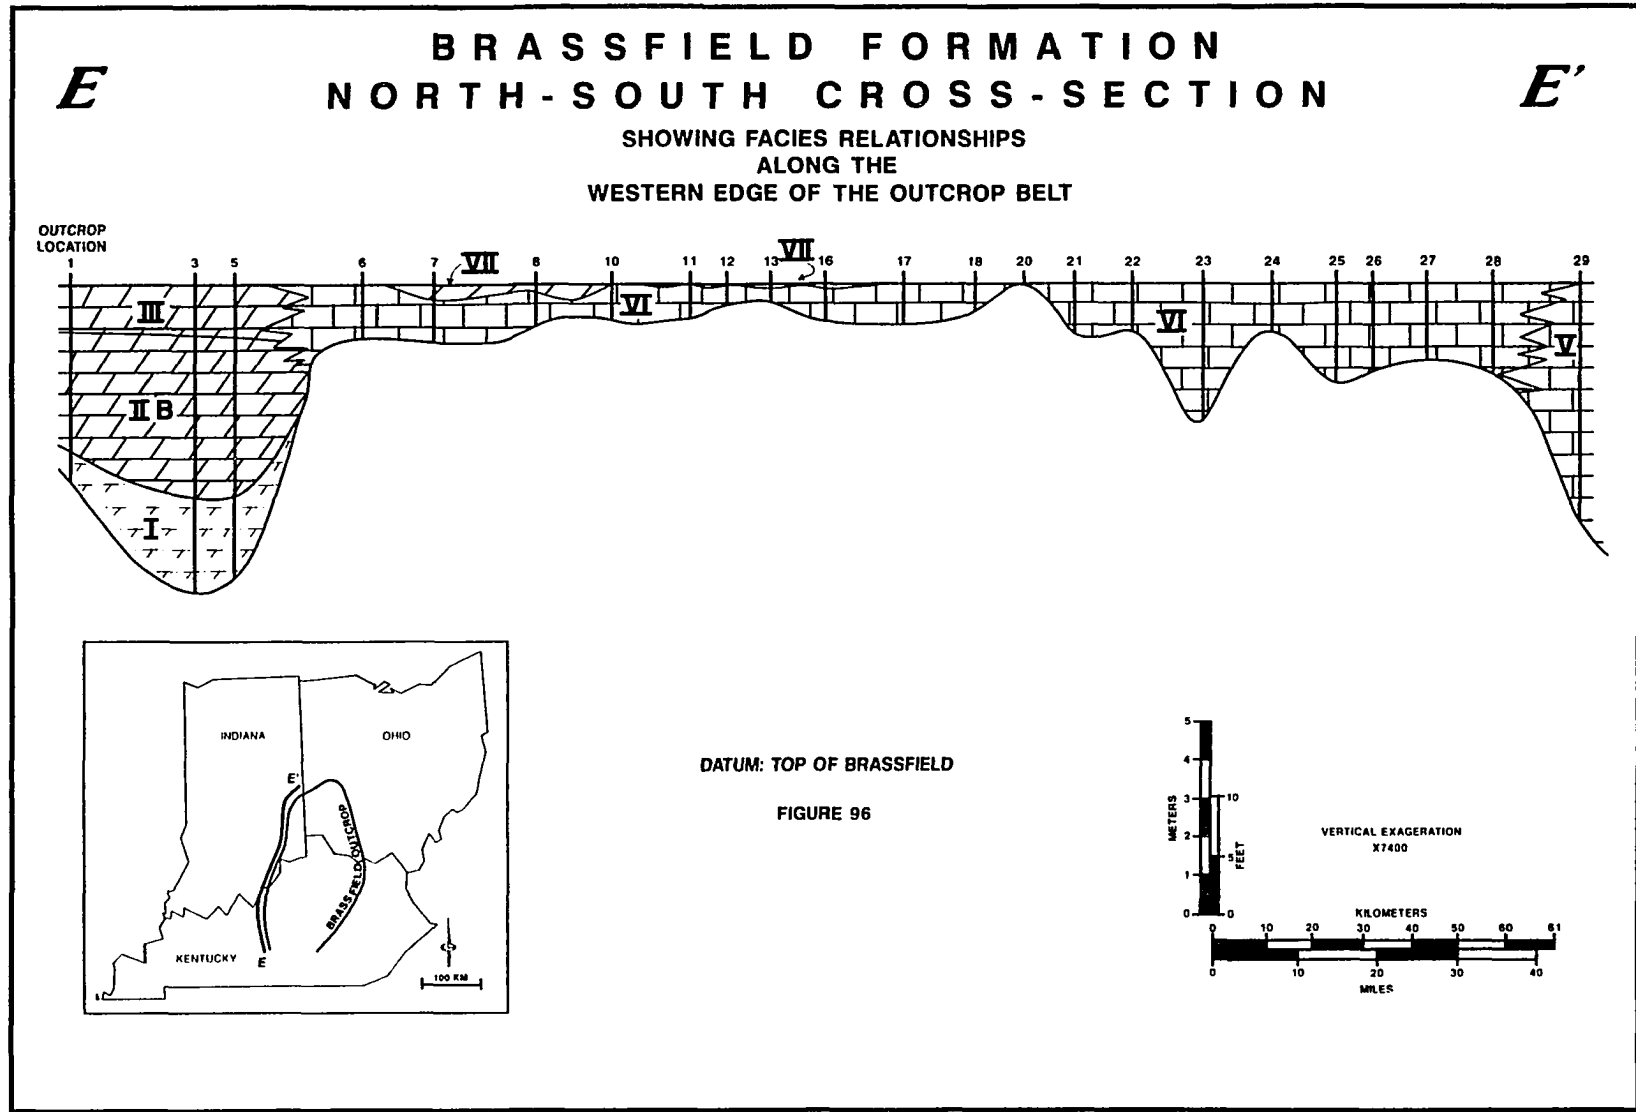 BRASSFIELD FORMATION
NORTH-SOUTH CROSS-SECTION
E
E'
SHOWING FACIES RELATIONSHIPS
ALONG THE
WESTERN EDGE OF THE OUTCROP BELT
OUTCROP
LOCATION
1 3 5 6 7 VII 8 10 11 12 13 VII 16 17 18 20 21 22 23 24 25 26 27 28 29
III
VI
VI
V
II B
I
INDIANA
OHIO
E'
BRASSFIELD OUTCROP
KENTUCKY
E
100 KM
DATUM: TOP OF BRASSFIELD
FIGURE 96
5
4
3
2
1
0
METERS
10
5
0
FEET
VERTICAL EXAGERATION
X7400
KILOMETERS
0 10 20 30 40 50 60 61
0 10 20 30 40
MILES